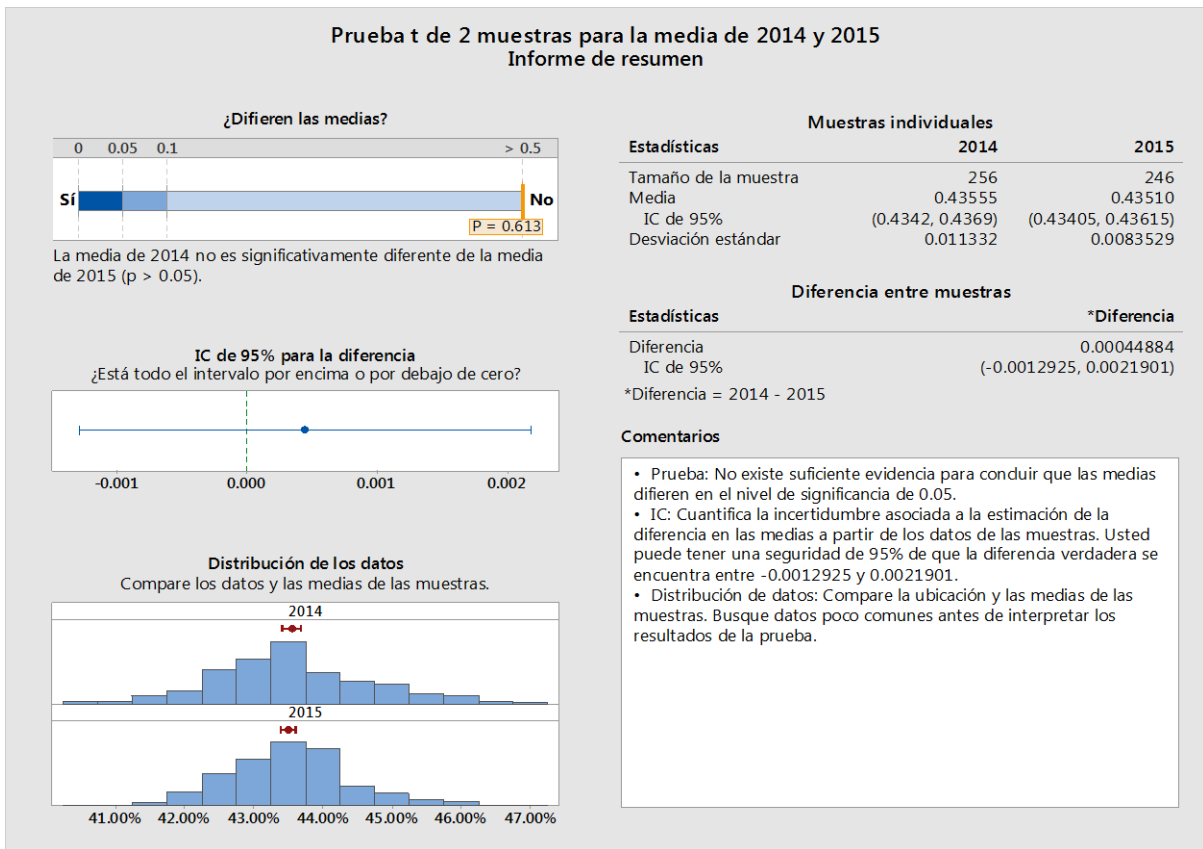 Prueba t de 2 muestras para la media de 2014 y 2015
Informe de resumen
¿Difieren las medias?
0 0.05 0.1 > 0.5
Sí No
P = 0.613
La media de 2014 no es significativamente diferente de la media
de 2015 (p > 0.05).
IC de 95% para la diferencia
¿Está todo el intervalo por encima o por debajo de cero?
-0.001 0.000 0.001 0.002
Distribución de los datos
Compare los datos y las medias de las muestras.
2014
2015
41.00% 42.00% 43.00% 44.00% 45.00% 46.00% 47.00%
Muestras individuales
Estadísticas 2014 2015
Tamaño de la muestra 256 246
Media 0.43555 0.43510
IC de 95% (0.4342, 0.4369) (0.43405, 0.43615)
Desviación estándar 0.011332 0.0083529
Diferencia entre muestras
Estadísticas *Diferencia
Diferencia 0.00044884
IC de 95% (-0.0012925, 0.0021901)
*Diferencia = 2014 - 2015
Comentarios
• Prueba: No existe suficiente evidencia para concluir que las medias
difieren en el nivel de significancia de 0.05.
• IC: Cuantifica la incertidumbre asociada a la estimación de la
diferencia en las medias a partir de los datos de las muestras. Usted
puede tener una seguridad de 95% de que la diferencia verdadera se
encuentra entre -0.0012925 y 0.0021901.
• Distribución de datos: Compare la ubicación y las medias de las
muestras. Busque datos poco comunes antes de interpretar los
resultados de la prueba.